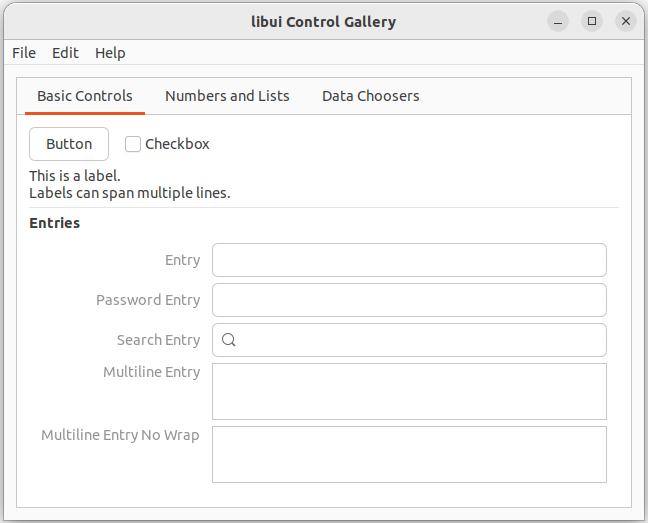 libui Control Gallery
File Edit Help
Basic Controls Numbers and Lists Data Choosers
Button Checkbox
This is a label.
Labels can span multiple lines.
Entries
Entry
Password Entry
Search Entry
Multiline Entry
Multiline Entry No Wrap